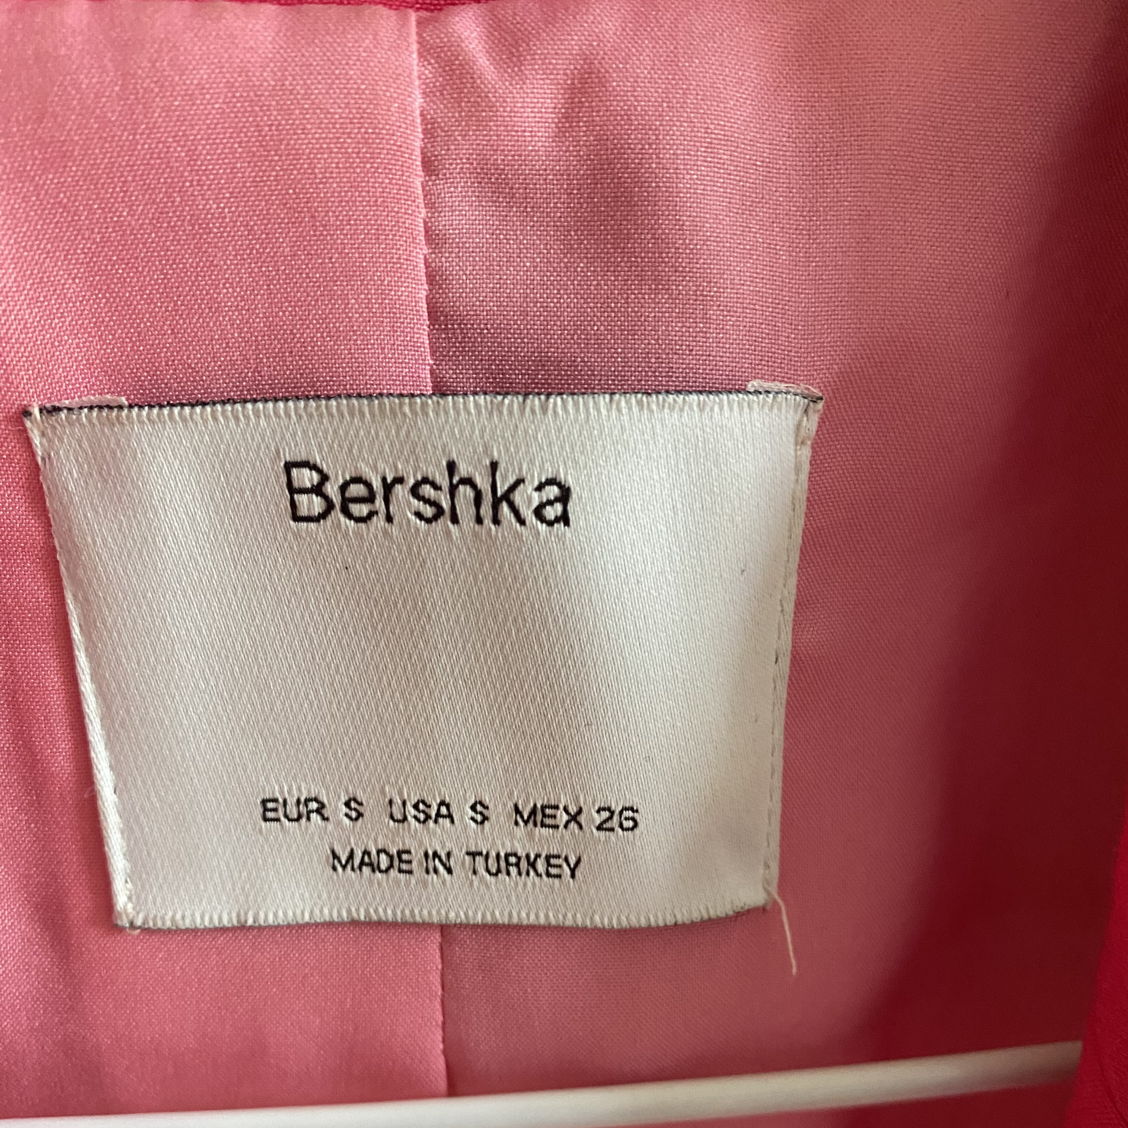 Bershka
EUR S USA S MEX 26
MADE IN TURKEY